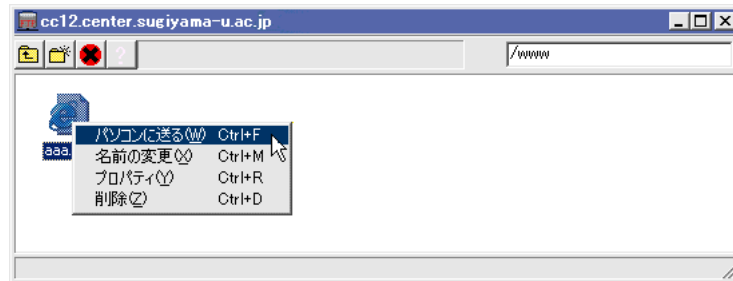 cc12.center.sugiyama-u.ac.jp
/www
aaa.
パソコンに送る(W) Ctrl+F
名前の変更(X) Ctrl+M
プロパティ(Y) Ctrl+R
削除(Z) Ctrl+D